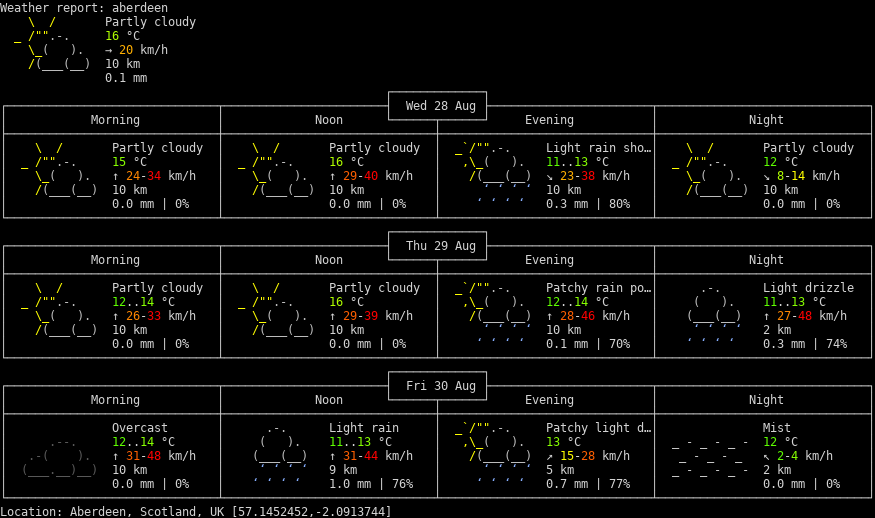 Weather report: aberdeen
Partly cloudy
16 °C
→ 20 km/h
10 km
0.1 mm
Wed 28 Aug
Morning Noon Evening Night
Partly cloudy Partly cloudy Light rain sho… Partly cloudy
15 °C 16 °C 11..13 °C 12 °C
↑ 24-34 km/h ↑ 29-40 km/h ↘ 23-38 km/h ↘ 8-14 km/h
10 km 10 km 10 km 10 km
0.0 mm | 0% 0.0 mm | 0% 0.3 mm | 80% 0.0 mm | 0%
Thu 29 Aug
Morning Noon Evening Night
Partly cloudy Partly cloudy Patchy rain po… Light drizzle
12..14 °C 16 °C 12..14 °C 11..13 °C
↑ 26-33 km/h ↑ 29-39 km/h ↑ 28-46 km/h ↑ 27-48 km/h
10 km 10 km 10 km 2 km
0.0 mm | 0% 0.0 mm | 0% 0.1 mm | 70% 0.3 mm | 74%
Fri 30 Aug
Morning Noon Evening Night
Overcast Light rain Patchy light d… Mist
12..14 °C 11..13 °C 13 °C 12 °C
↑ 31-48 km/h ↑ 31-44 km/h ↗ 15-28 km/h ↖ 2-4 km/h
10 km 9 km 5 km 2 km
0.0 mm | 0% 1.0 mm | 76% 0.7 mm | 77% 0.0 mm | 0%
Location: Aberdeen, Scotland, UK [57.1452452,-2.0913744]